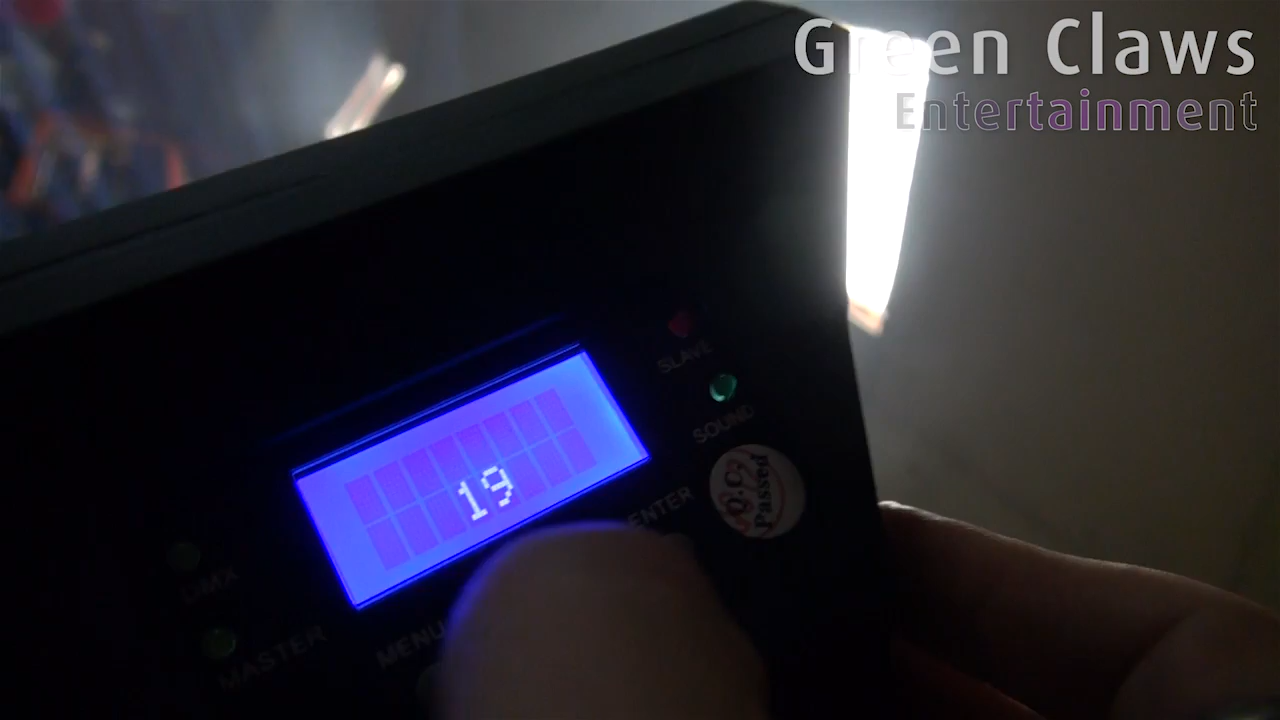 Green Claws
Entertainment
SLAVE
SOUND
19
ENTER
Q.C
Passed
DMX
MASTER
MENU